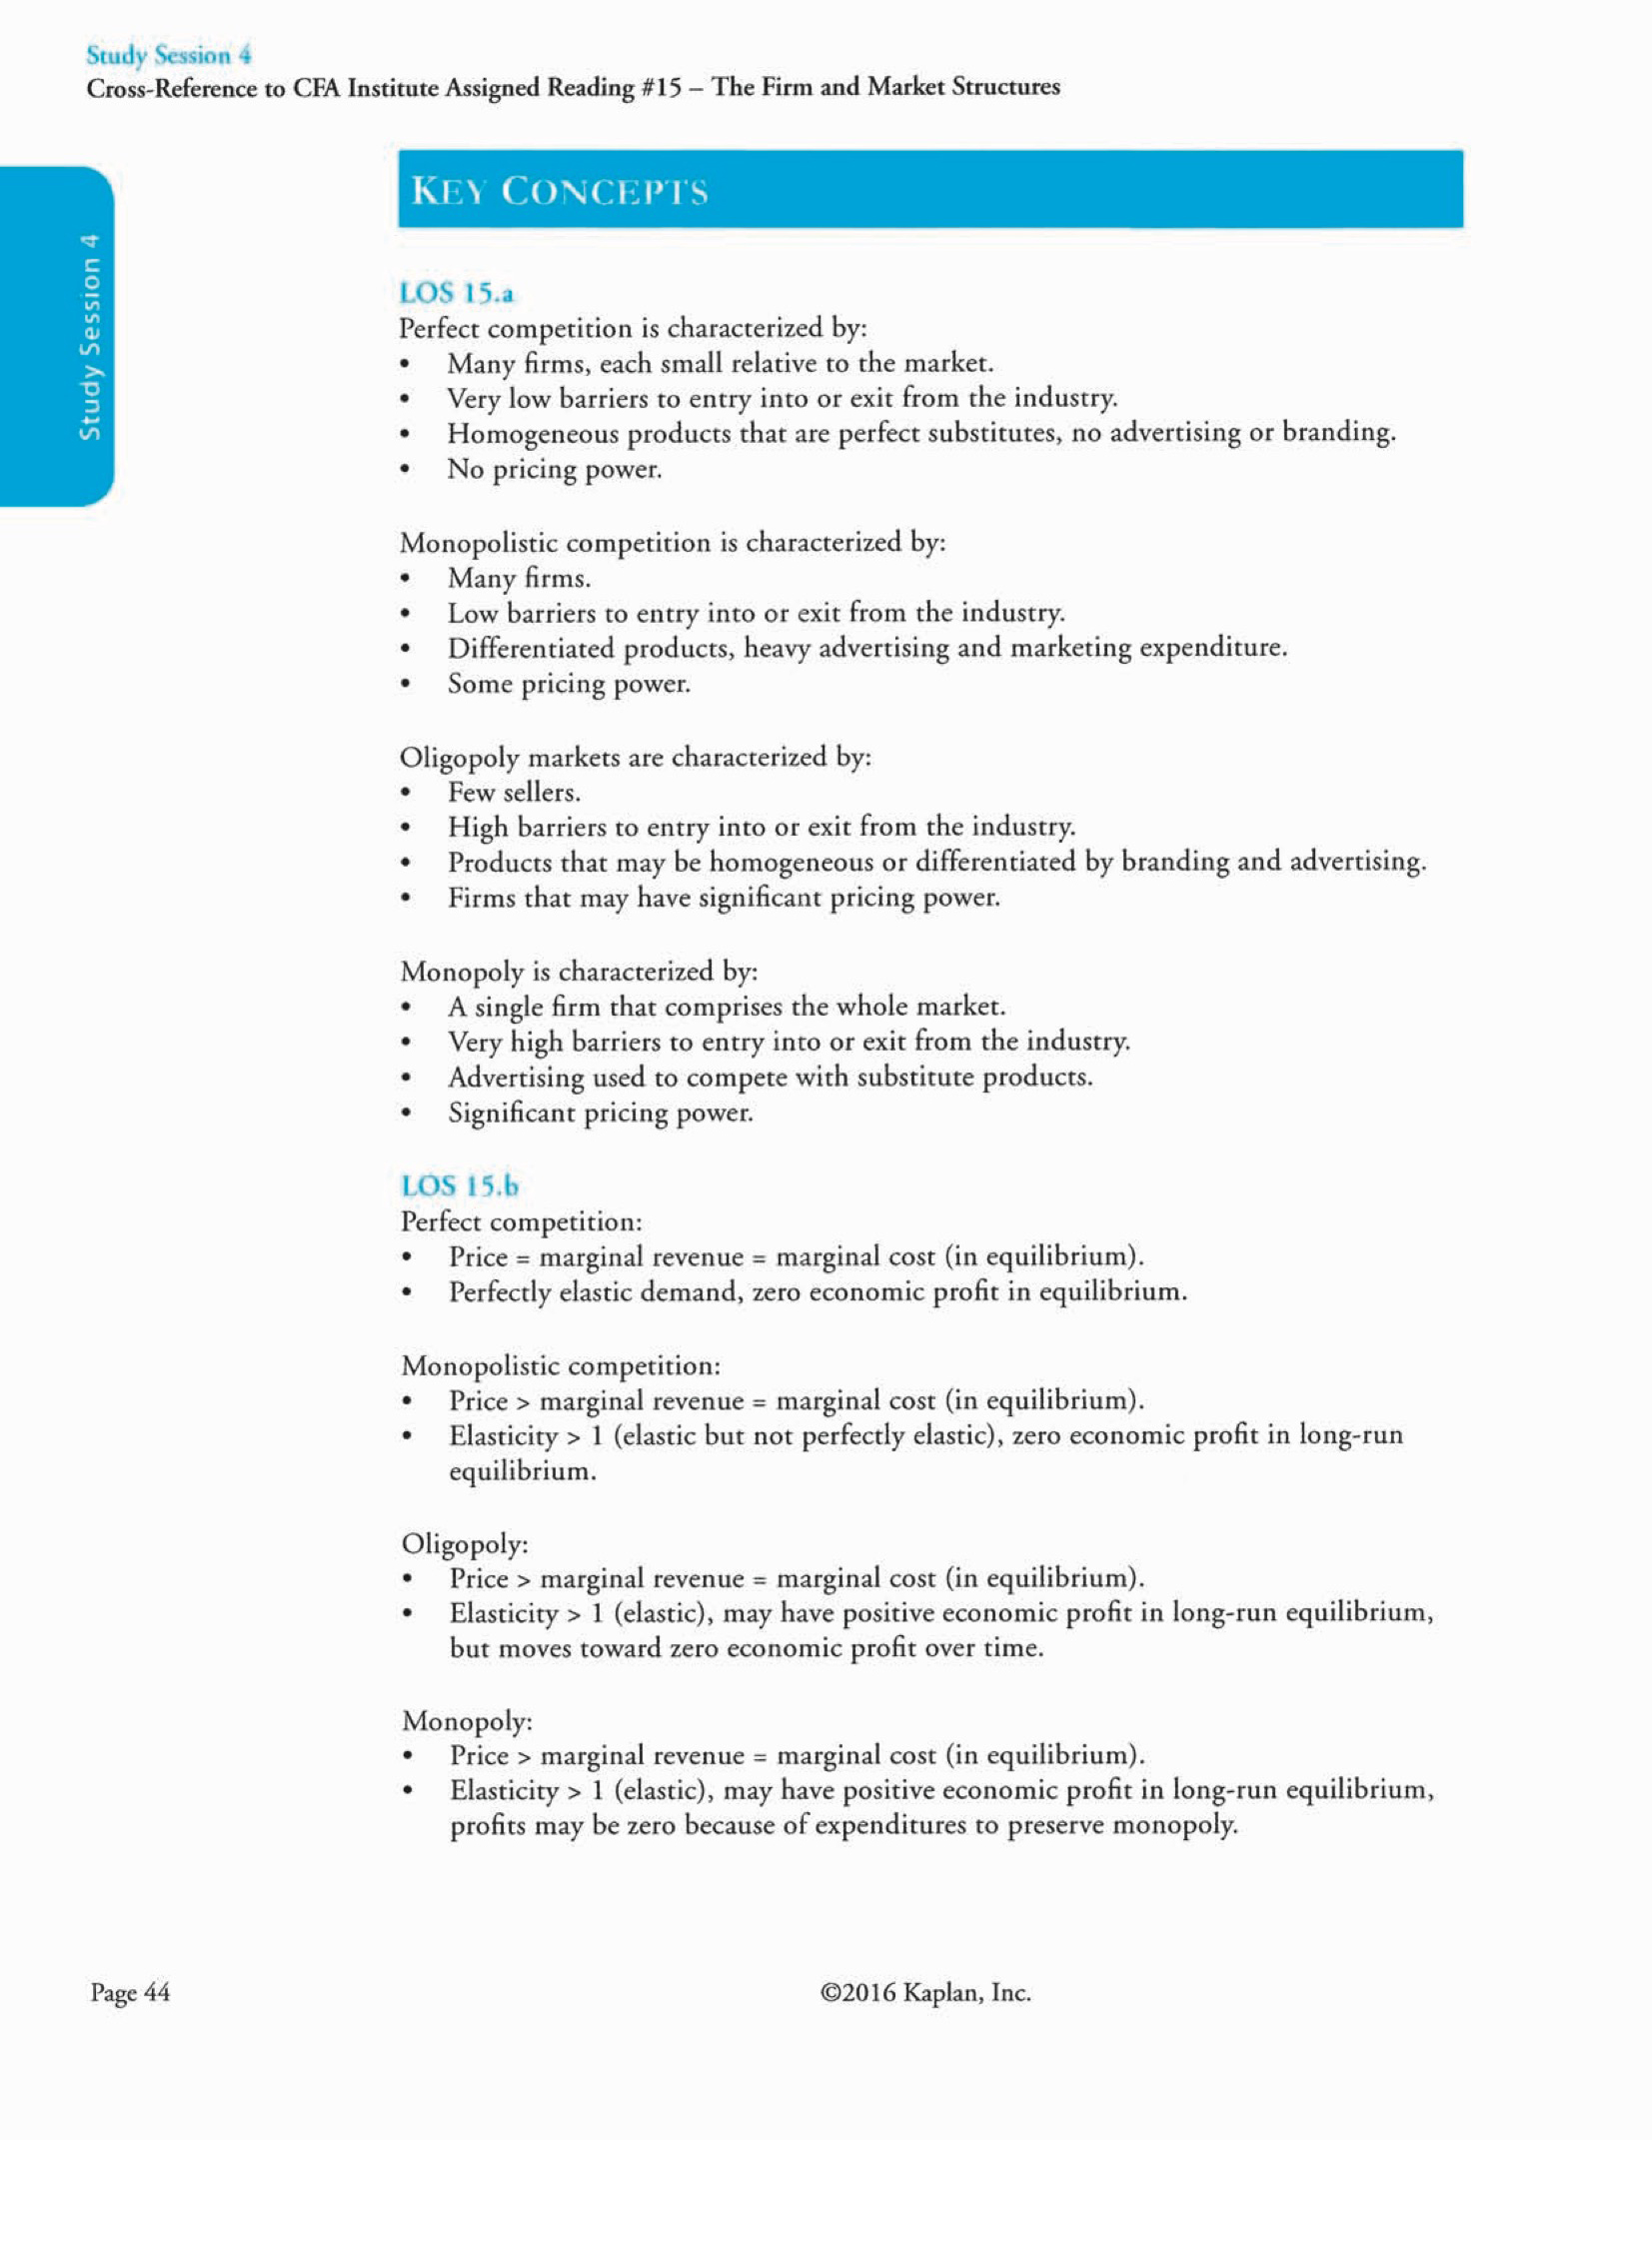 Study Session 4
Cross-Reference to CFA Institute Assigned Reading #15 – The Firm and Market Structures
Study Session 4
KEY CONCEPTS
LOS 15.a
Perfect competition is characterized by:
• Many firms, each small relative to the market.
• Very low barriers to entry into or exit from the industry.
• Homogeneous products that are perfect substitutes, no advertising or branding.
• No pricing power.
Monopolistic competition is characterized by:
• Many firms.
• Low barriers to entry into or exit from the industry.
• Differentiated products, heavy advertising and marketing expenditure.
• Some pricing power.
Oligopoly markets are characterized by:
• Few sellers.
• High barriers to entry into or exit from the industry.
• Products that may be homogeneous or differentiated by branding and advertising.
• Firms that may have significant pricing power.
Monopoly is characterized by:
• A single firm that comprises the whole market.
• Very high barriers to entry into or exit from the industry.
• Advertising used to compete with substitute products.
• Significant pricing power.
LOS 15.b
Perfect competition:
• Price = marginal revenue = marginal cost (in equilibrium).
• Perfectly elastic demand, zero economic profit in equilibrium.
Monopolistic competition:
• Price > marginal revenue = marginal cost (in equilibrium).
• Elasticity > 1 (elastic but not perfectly elastic), zero economic profit in long-run
equilibrium.
Oligopoly:
• Price > marginal revenue = marginal cost (in equilibrium).
• Elasticity > 1 (elastic), may have positive economic profit in long-run equilibrium,
but moves toward zero economic profit over time.
Monopoly:
• Price > marginal revenue = marginal cost (in equilibrium).
• Elasticity > 1 (elastic), may have positive economic profit in long-run equilibrium,
profits may be zero because of expenditures to preserve monopoly.
Page 44
©2016 Kaplan, Inc.